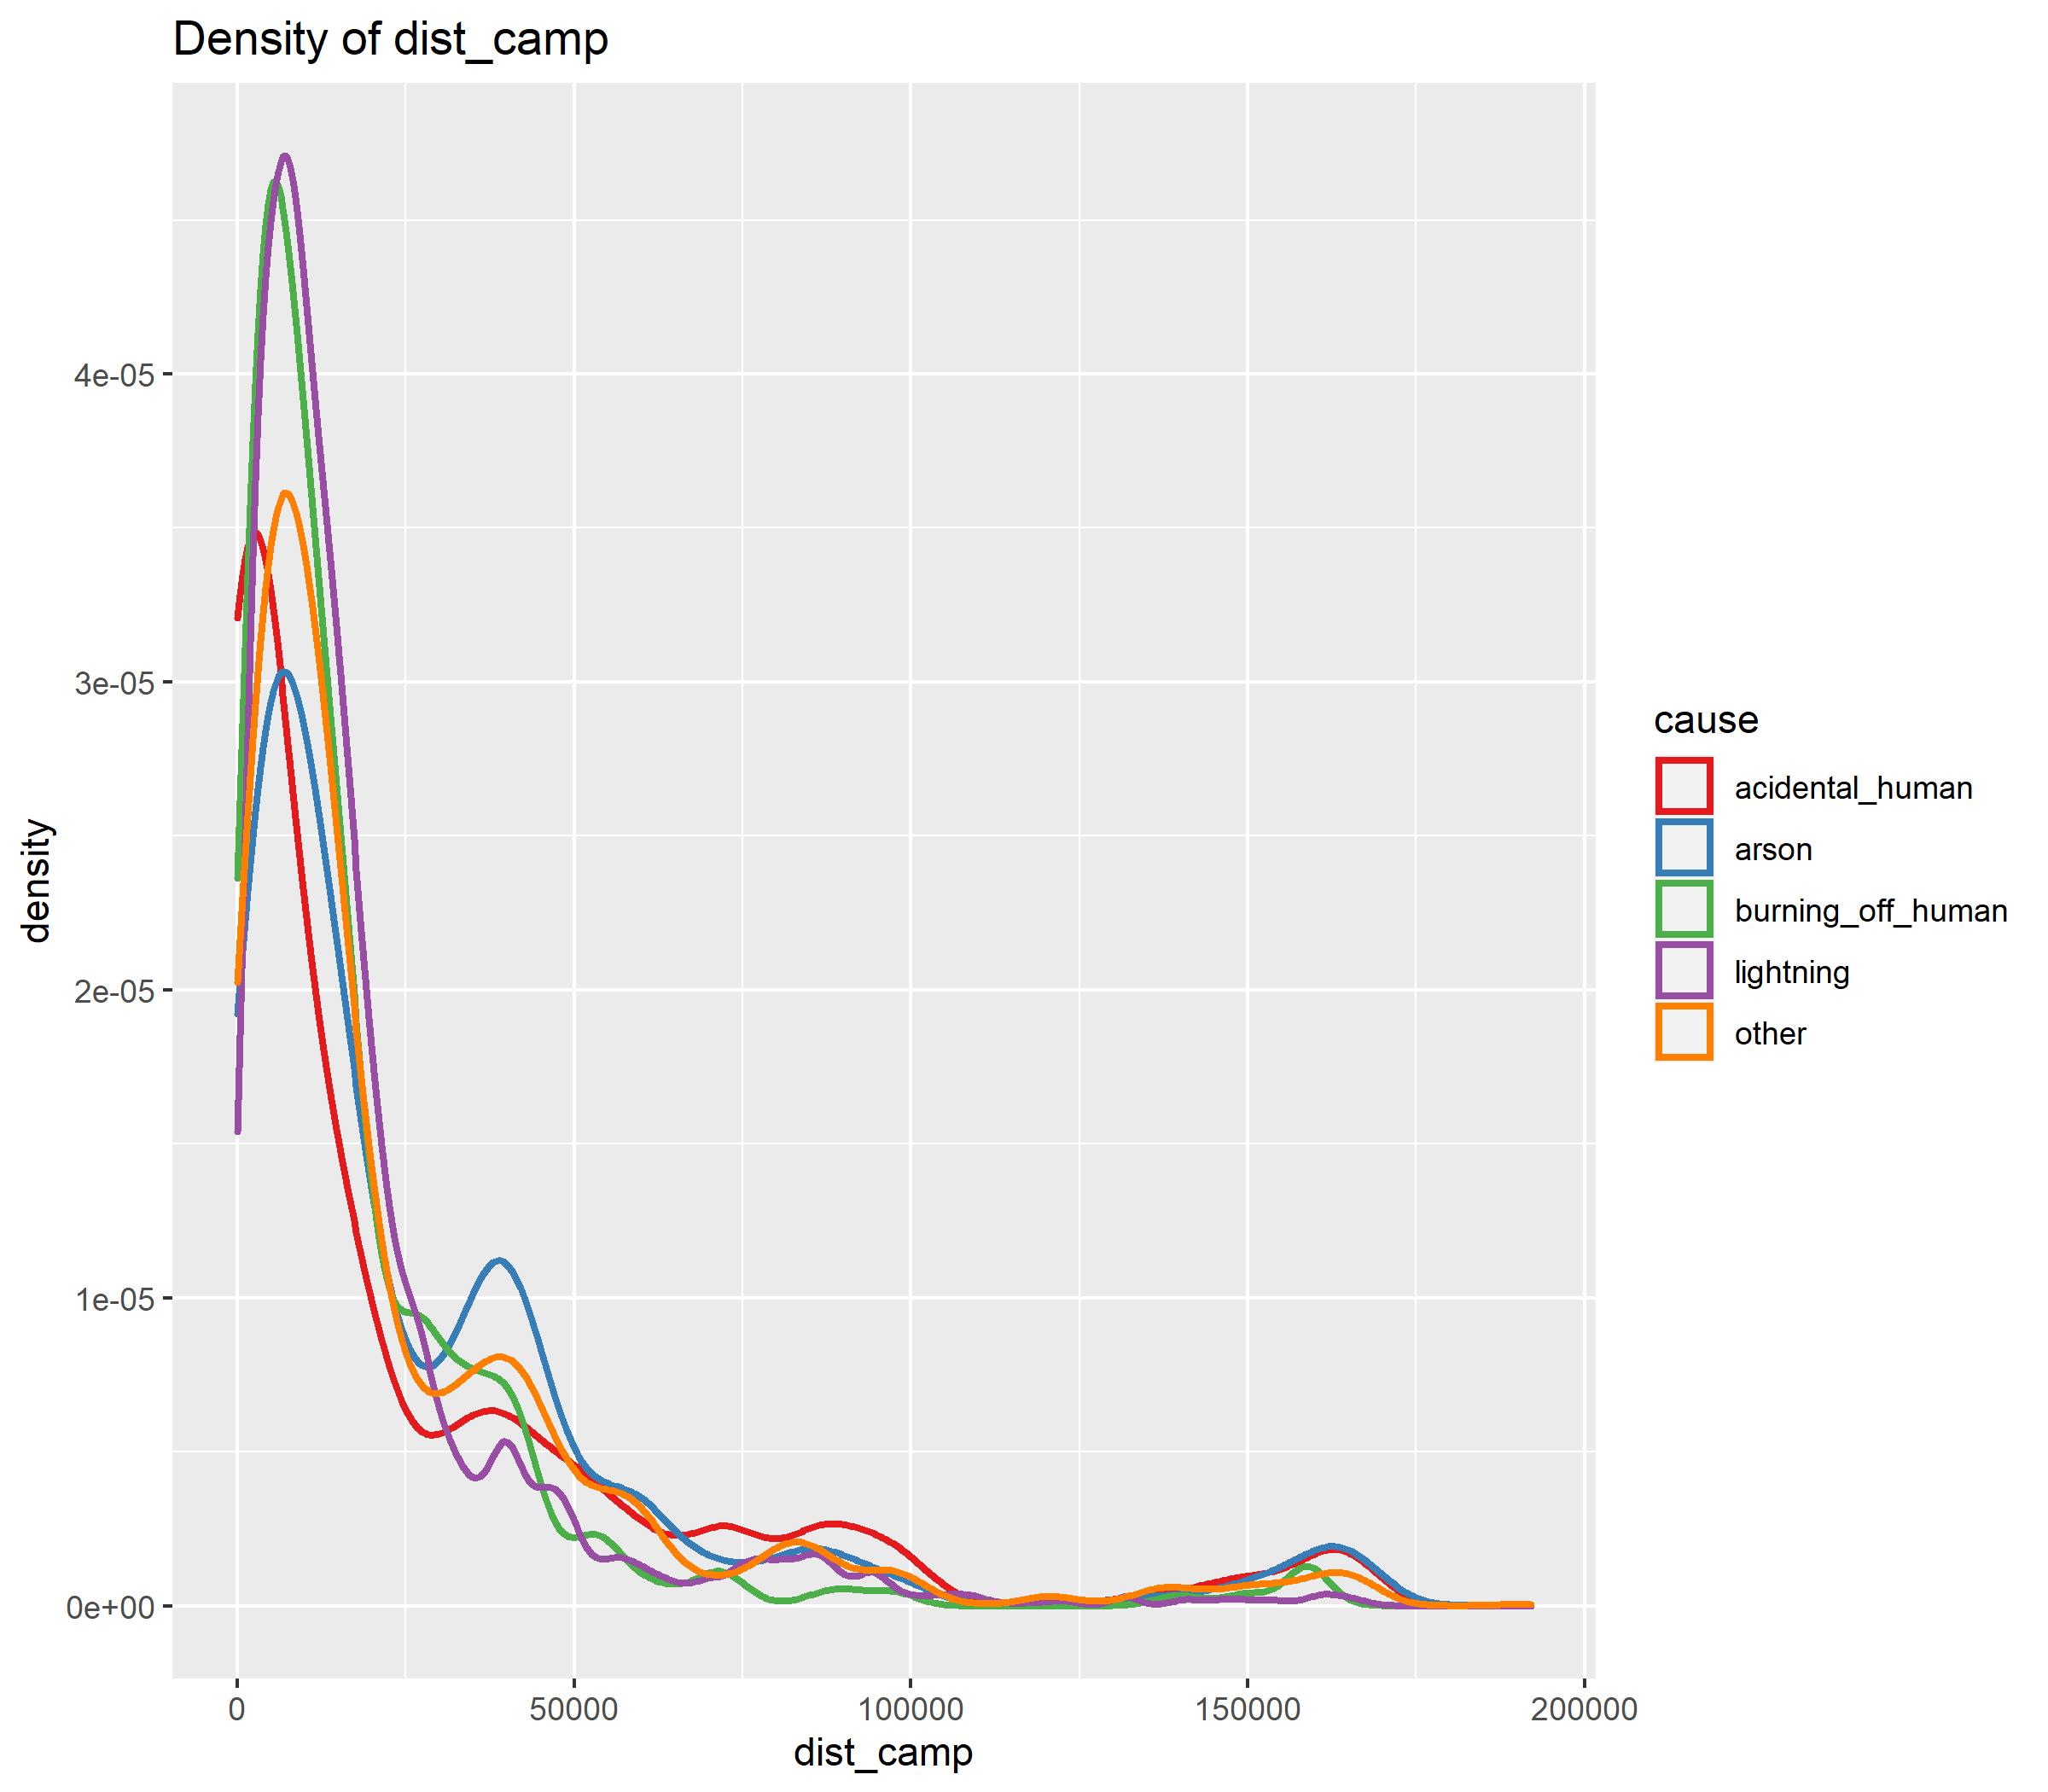 Density of dist_camp
density
4e-05
3e-05
2e-05
1e-05
0e+00
0
50000
100000
150000
200000
dist_camp
cause
acidental_human
arson
burning_off_human
lightning
other